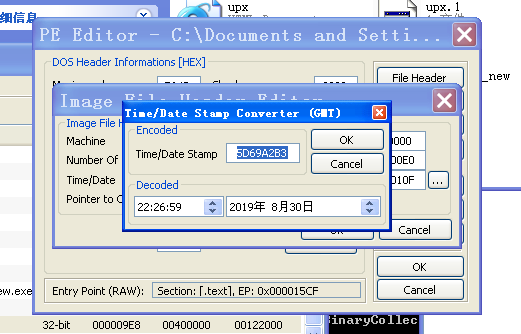 细信息
upx
upx.1
PE Editor - C:\Documents and Setti...
DOS Header Informations [HEX]
File Header
_new
Image File Header Editor
Image File H
Machine
0000
Number Of
00E0
Time/Date
010F
...
Pointer to C
Cancel
Time/Date Stamp Converter (GMT)
Encoded
Time/Date Stamp
5D69A2B3
OK
Cancel
Decoded
22:26:59
2019年 8月30日
OK
Cancel
Entry Point (RAW):
Section: [.text], EP: 0x000015CF
ew.exe
32-bit
000009E8
00400000
00122000
BinaryCollec